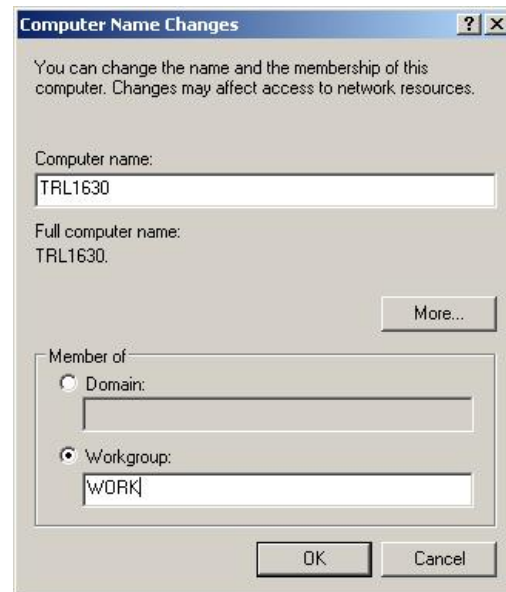 Computer Name Changes
You can change the name and the membership of this
computer. Changes may affect access to network resources.
Computer name:
TRL1630
Full computer name:
TRL1630.
More...
Member of
Domain:
Workgroup:
WORK
OK Cancel